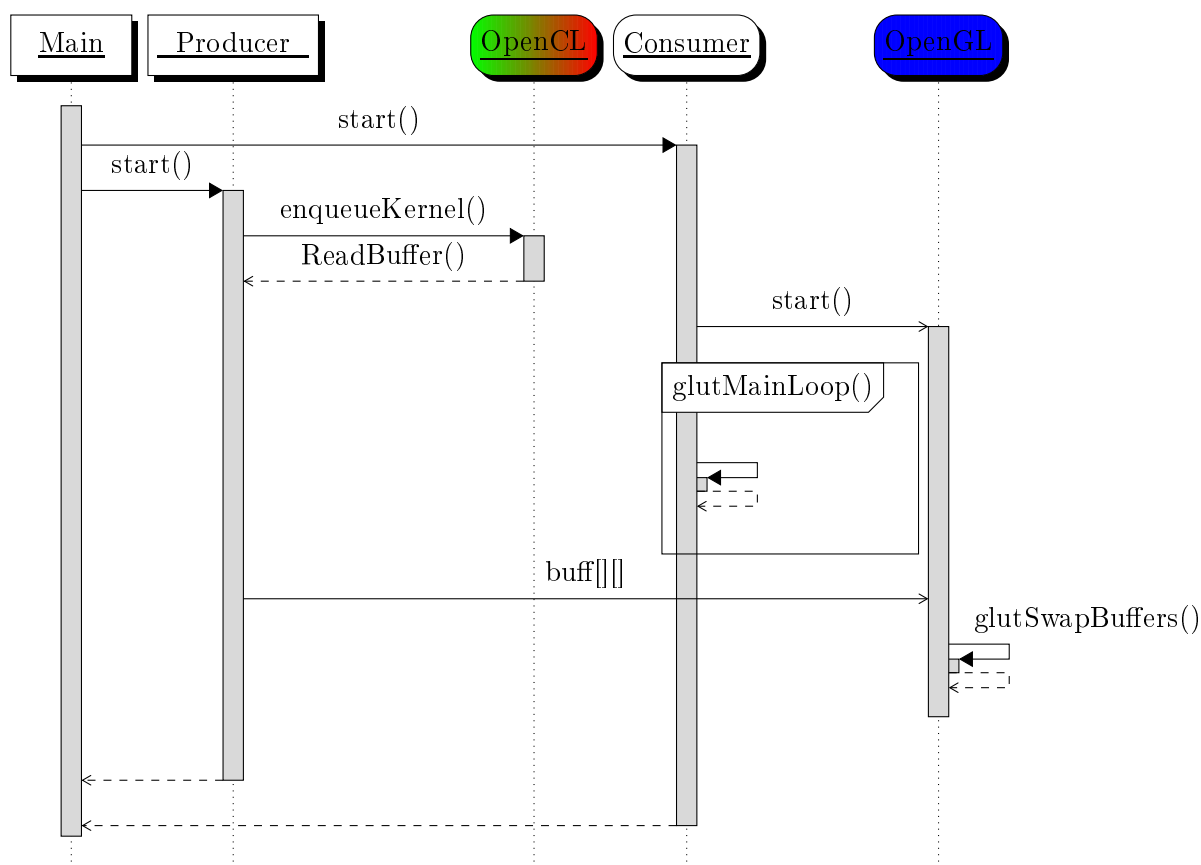 Main
Producer
OpenCL
Consumer
OpenGL
start()
start()
enqueueKernel()
ReadBuffer()
start()
glutMainLoop()
buff[][]
glutSwapBuffers()